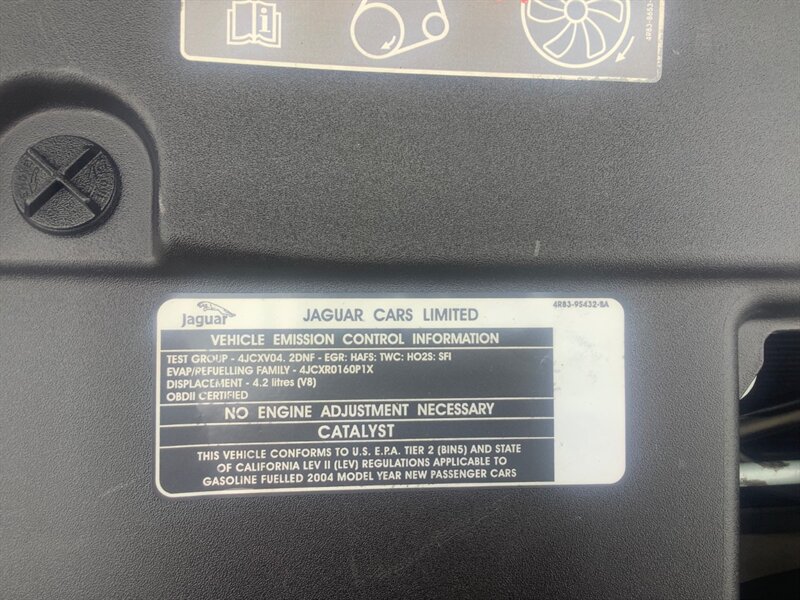 4R83-8653-
Jaguar
JAGUAR CARS LIMITED
4R83-9S432-BA
VEHICLE EMISSION CONTROL INFORMATION
TEST GROUP - 4JCXV04. 2DNF - EGR: HAFS: TWC: HO2S: SFI
EVAP/REFUELLING FAMILY - 4JCXR0160P1X
DISPLACEMENT - 4.2 litres (V8)
OBDII CERTIFIED
NO ENGINE ADJUSTMENT NECESSARY
CATALYST
THIS VEHICLE CONFORMS TO U.S. E.P.A. TIER 2 (BIN5) AND STATE
OF CALIFORNIA LEV II (LEV) REGULATIONS APPLICABLE TO
GASOLINE FUELLED 2004 MODEL YEAR NEW PASSENGER CARS